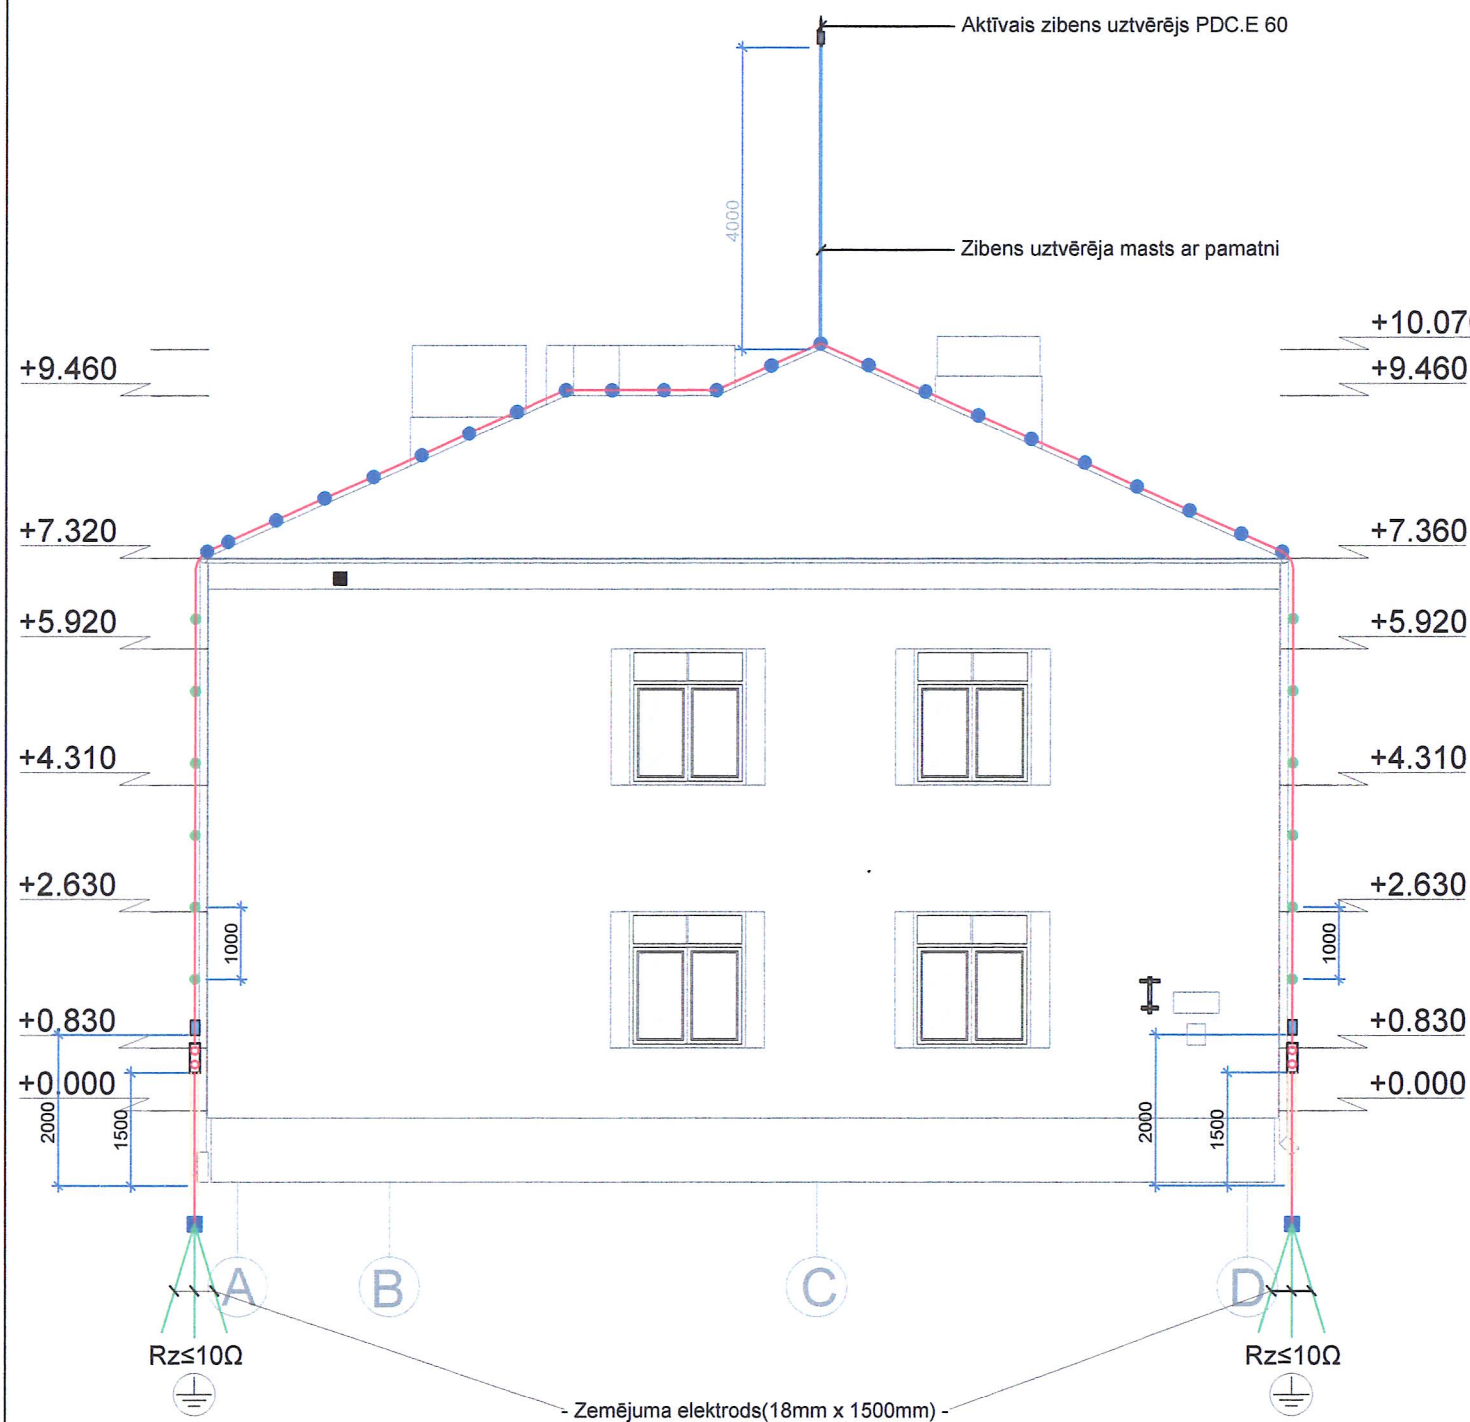 Aktīvais zibens uztvērējs PDC.E 60
4000
Zibens uztvērēja masts ar pamatni
+10.070
+9.460
+9.460
+7.320
+7.360
+5.920
+5.920
+4.310
+4.310
+2.630
+2.630
1000
1000
+0.830
+0.830
+0.000
+0.000
2000
1500
2000
1500
A
B
C
D
Rz≤10Ω
Rz≤10Ω
- Zemējuma elektrods(18mm x 1500mm) -